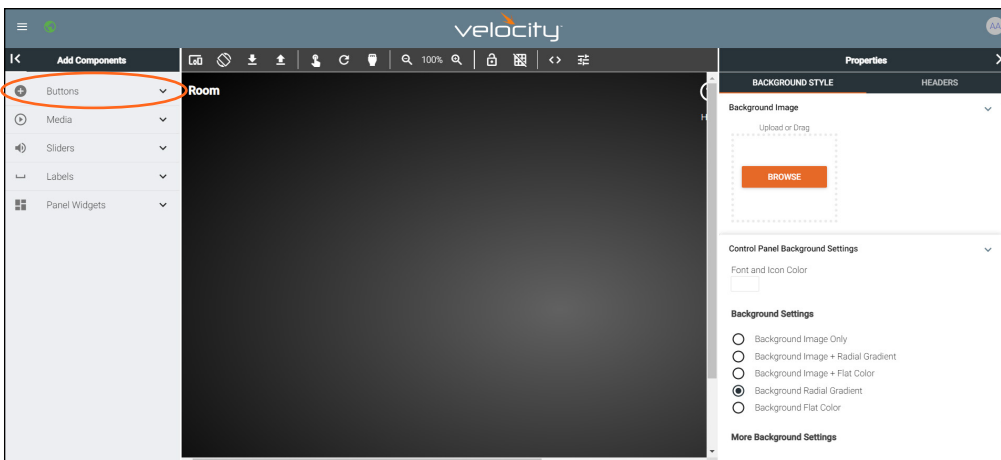 velocity
AA
Add Components
100%
Properties
Buttons
Media
Sliders
Labels
Panel Widgets
Room
H
BACKGROUND STYLE
HEADERS
Background Image
Upload or Drag
BROWSE
Control Panel Background Settings
Font and Icon Color
Background Settings
Background Image Only
Background Image + Radial Gradient
Background Image + Flat Color
Background Radial Gradient
Background Flat Color
More Background Settings